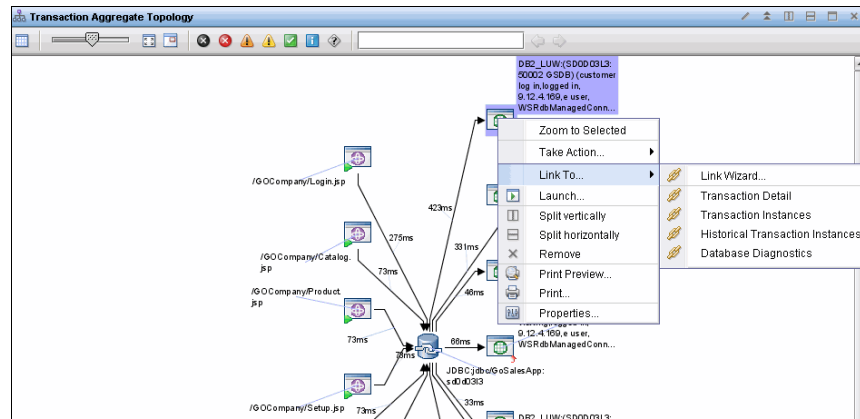 Transaction Aggregate Topology
DB2_LUW:(SD0D03L3:
50002 GSDB) (customer
log in,logged in,
9.12.4.169,e user,
WSRdbManagedConn...
/GOCompany/Login.jsp
423ms
275ms
/GOCompany/Catalog.
jsp
73ms
331ms
/GOCompany/Product.
jsp
46ms
73ms
73ms
66ms
9.12.4.169,e user,
WSRdbManagedConn...
JDBC:jdbc/GoSalesApp:
sd0d03l3
/GOCompany/Setup.jsp
73ms
33ms
DB2_LUW:(SD0D03L3:
Zoom to Selected
Take Action...
Link To...
Launch...
Split vertically
Split horizontally
Remove
Print Preview...
Print...
Properties...
Link Wizard...
Transaction Detail
Transaction Instances
Historical Transaction Instances
Database Diagnostics